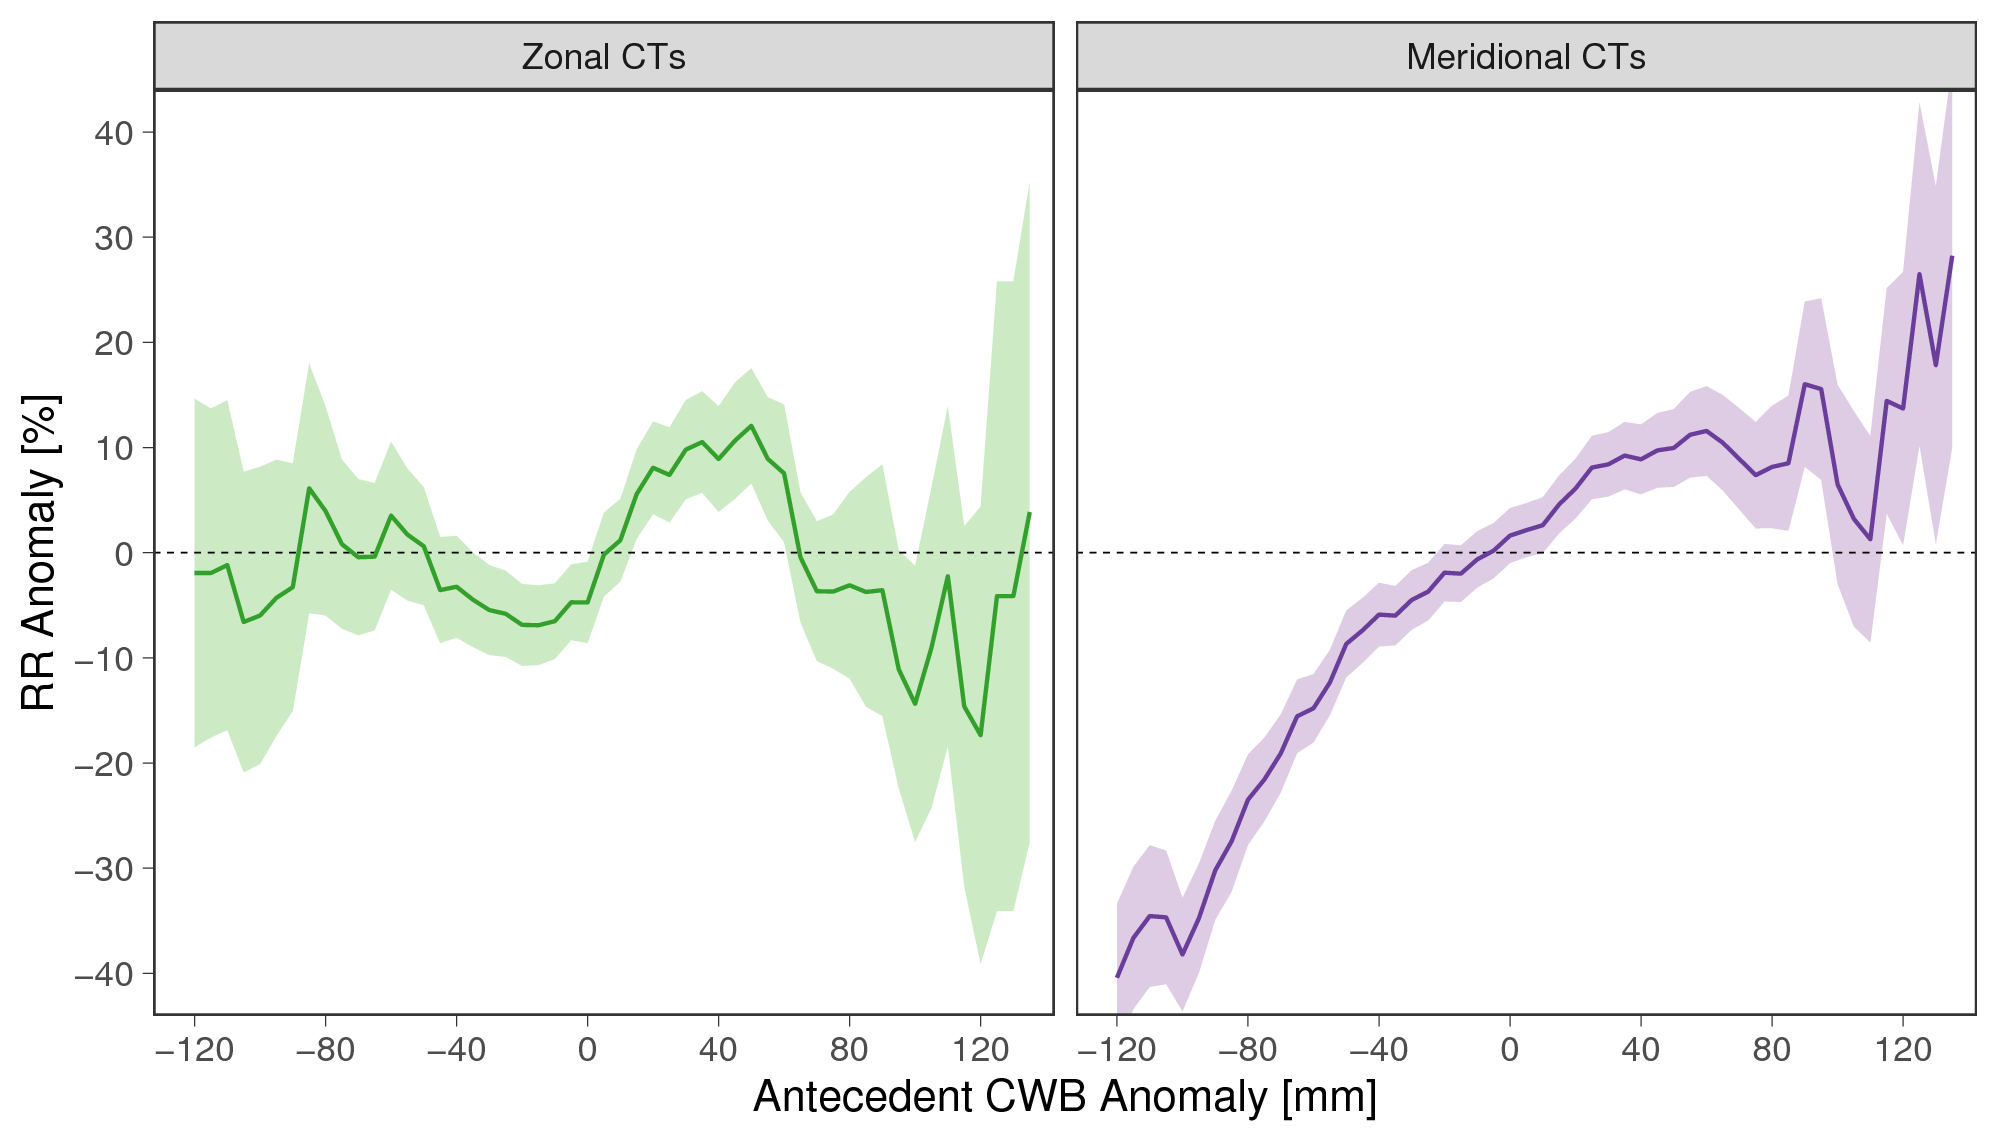 Zonal CTs
Meridional CTs
RR Anomaly [%]
40
30
20
10
0
−10
−20
−30
−40
−120 −80 −40 0 40 80 120
−120 −80 −40 0 40 80 120
Antecedent CWB Anomaly [mm]